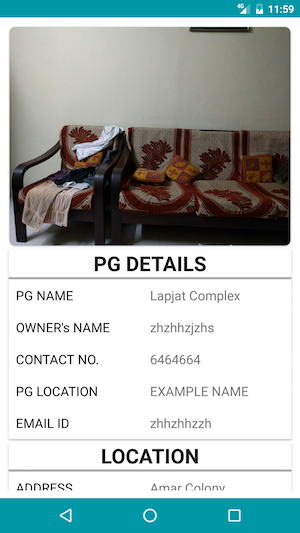 4G 11:59
PG DETAILS
PG NAME Lapjat Complex
OWNER's NAME zhzhhzjzhs
CONTACT NO. 6464664
PG LOCATION EXAMPLE NAME
EMAIL ID zhhzhhzzh
LOCATION
ADDRESS Amar Colony